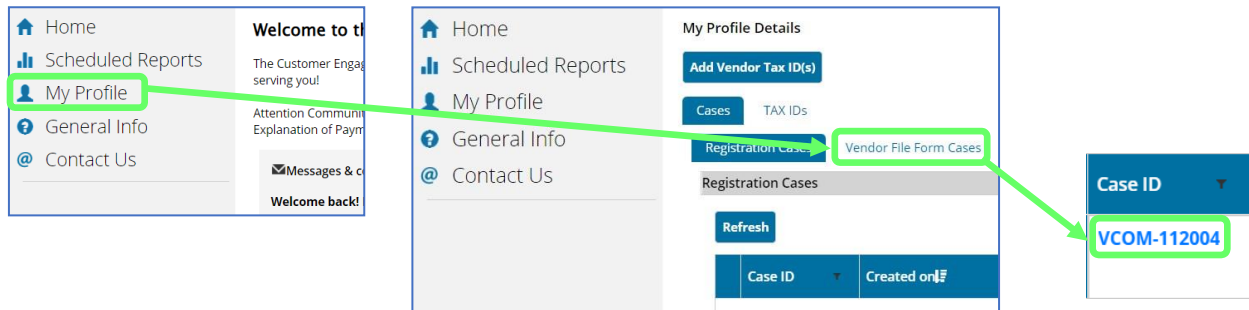 Home
Scheduled Reports
My Profile
General Info
@ Contact Us
Welcome to
The Customer Engag
serving you!
Attention Communit
Explanation of Paym
Messages &
Welcome back!
Home
Scheduled Reports
My Profile
General Info
@ Contact Us
My Profile Details
Add Vendor Tax ID(s)
Cases TAX IDs
Registration Cases Vendor File Form Cases
Registration Cases
Refresh
Case ID Created on
Case ID
VCOM-112004